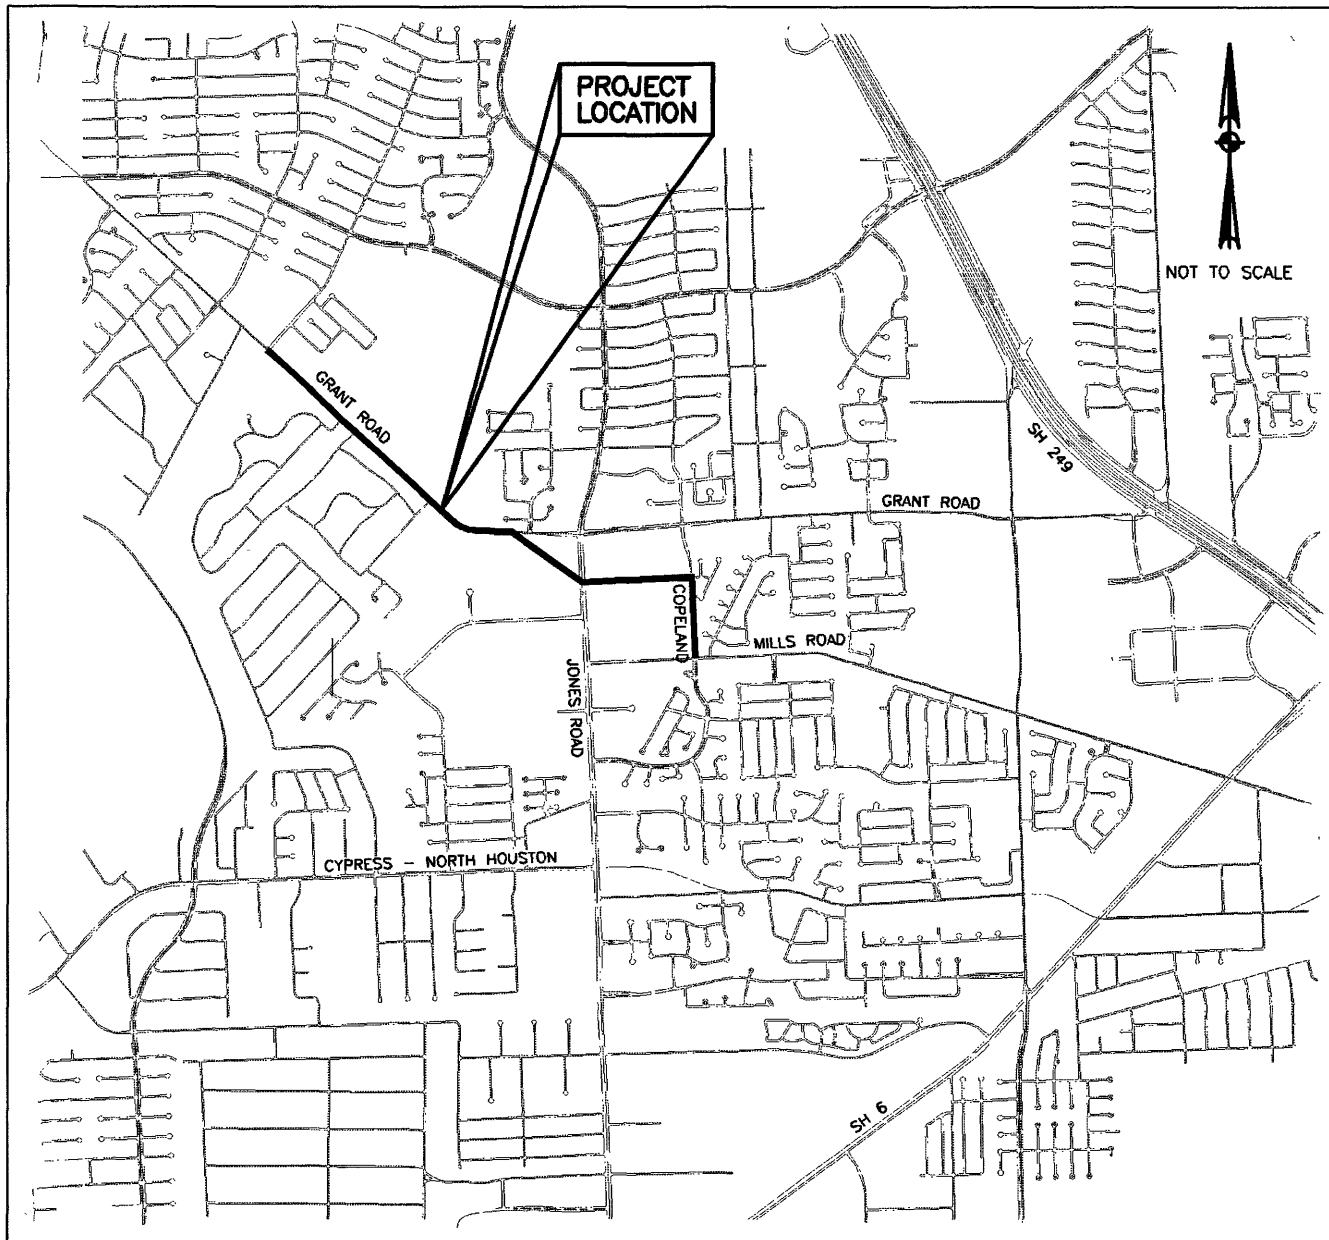 PROJECT
LOCATION
NOT TO SCALE
GRANT ROAD
SH 249
GRANT ROAD
COPELAND
MILLS ROAD
JONES ROAD
CYPRESS – NORTH HOUSTON
SH 6